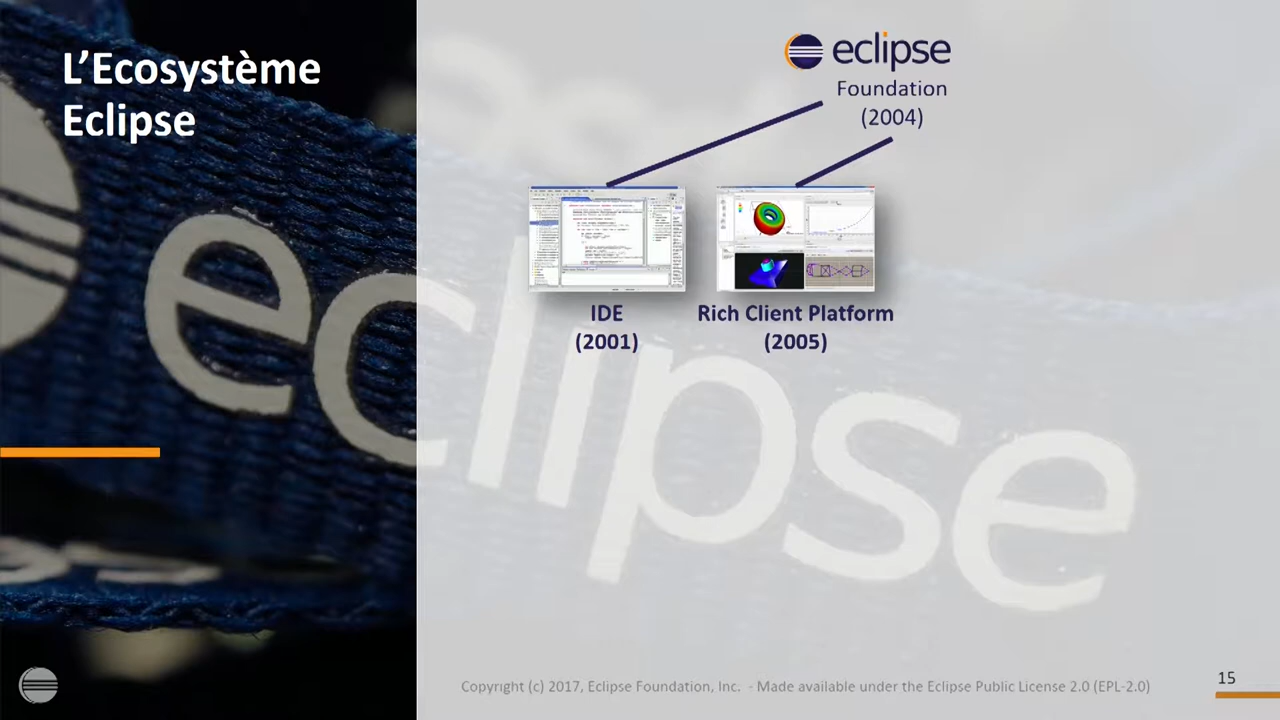 L’Ecosystème
Eclipse
eclipse
Foundation
(2004)
IDE
(2001)
Rich Client Platform
(2005)
eclipse
Copyright (c) 2017, Eclipse Foundation, Inc. - Made available under the Eclipse Public License 2.0 (EPL-2.0)
15